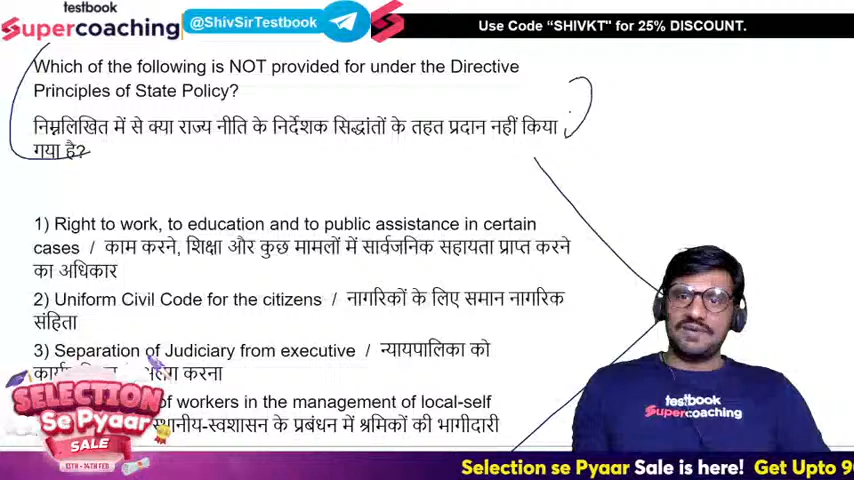 testbook
Supercoaching
@ShivSirTestbook
Use Code “SHIVKT" for 25% DISCOUNT.
Which of the following is NOT provided for under the Directive
Principles of State Policy?
निम्नलिखित में से क्या राज्य नीति के निर्देशक सिद्धांतों के तहत प्रदान नहीं किया
गया है?
1) Right to work, to education and to public assistance in certain
cases / काम करने, शिक्षा और कुछ मामलों में सार्वजनिक सहायता प्राप्त करने
का अधिकार
2) Uniform Civil Code for the citizens / नागरिकों के लिए समान नागरिक
संहिता
3) Separation of Judiciary from executive / न्यायपालिका को
करना
of workers in the management of local-self
स्थानीय-स्वशासन के प्रबंधन में श्रमिकों की भागीदारी
SELECTION
Se Pyaar
SALE
13TH - 14TH FEB
testbook
Supercoaching
Selection se Pyaar Sale is here! Get Upto 9